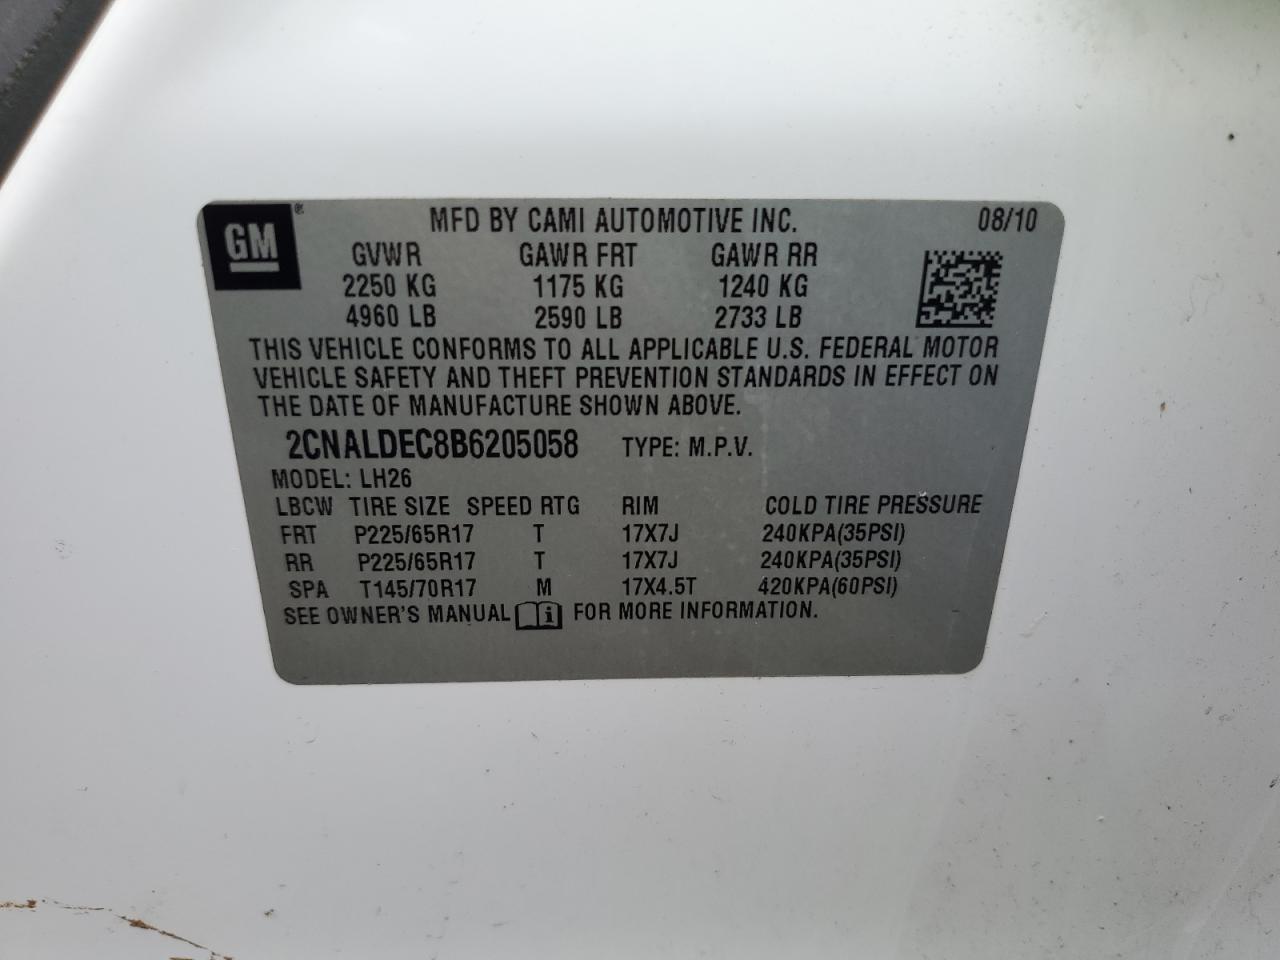 GM ® MFD BY CAMI AUTOMOTIVE INC. 08/10
GVWR GAWR FRT GAWR RR
2250 KG 1175 KG 1240 KG
4960 LB 2590 LB 2733 LB
THIS VEHICLE CONFORMS TO ALL APPLICABLE U.S. FEDERAL MOTOR
VEHICLE SAFETY AND THEFT PREVENTION STANDARDS IN EFFECT ON
THE DATE OF MANUFACTURE SHOWN ABOVE.
2CNALDEC8B6205058 TYPE: M.P.V.
MODEL: LH26
LBCW TIRE SIZE SPEED RTG RIM COLD TIRE PRESSURE
FRT P225/65R17 T 17X7J 240KPA(35PSI)
RR P225/65R17 T 17X7J 240KPA(35PSI)
SPA T145/70R17 M 17X4.5T 420KPA(60PSI)
SEE OWNER'S MANUAL i FOR MORE INFORMATION.